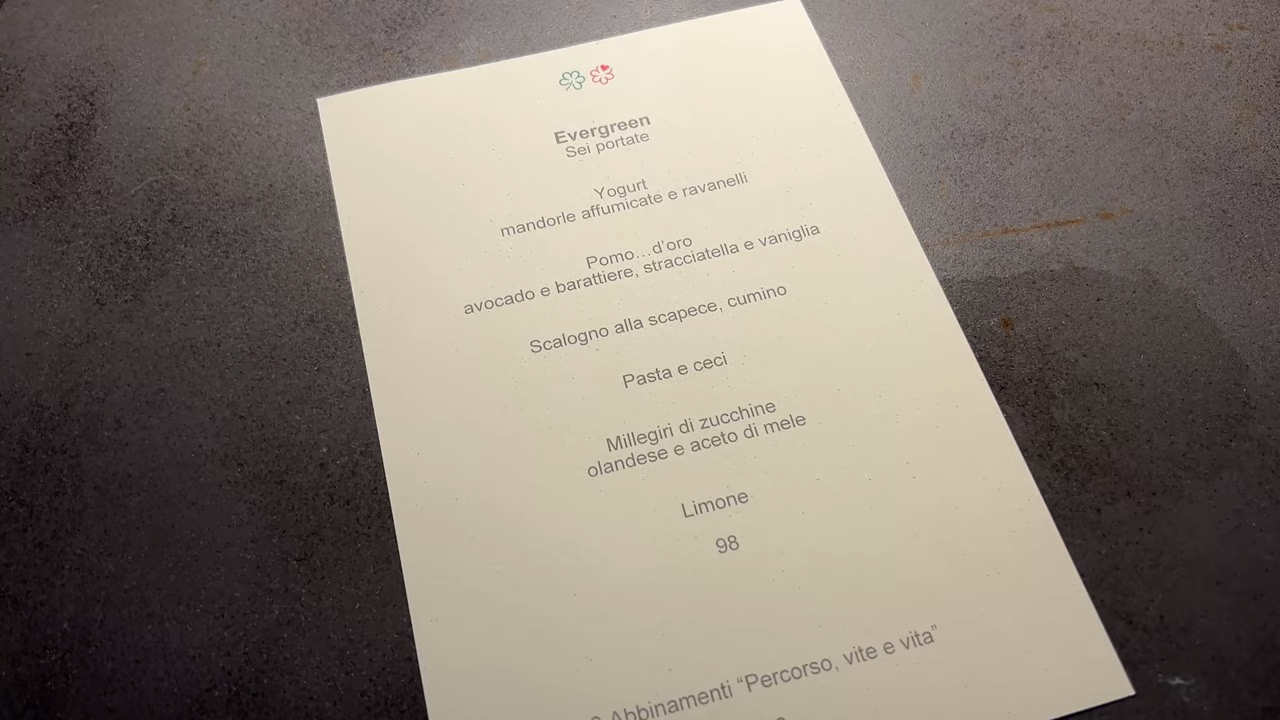 Evergreen
Sei portate
Yogurt
mandorle affumicate e ravanelli
Pomo...d'oro
avocado e barattiere, stracciatella e vaniglia
Scalogno alla scapece, cumino
Pasta e ceci
Millegiri di zucchine
olandese e aceto di mele
Limone
98
Abbinamenti “Percorso, vite e vita”